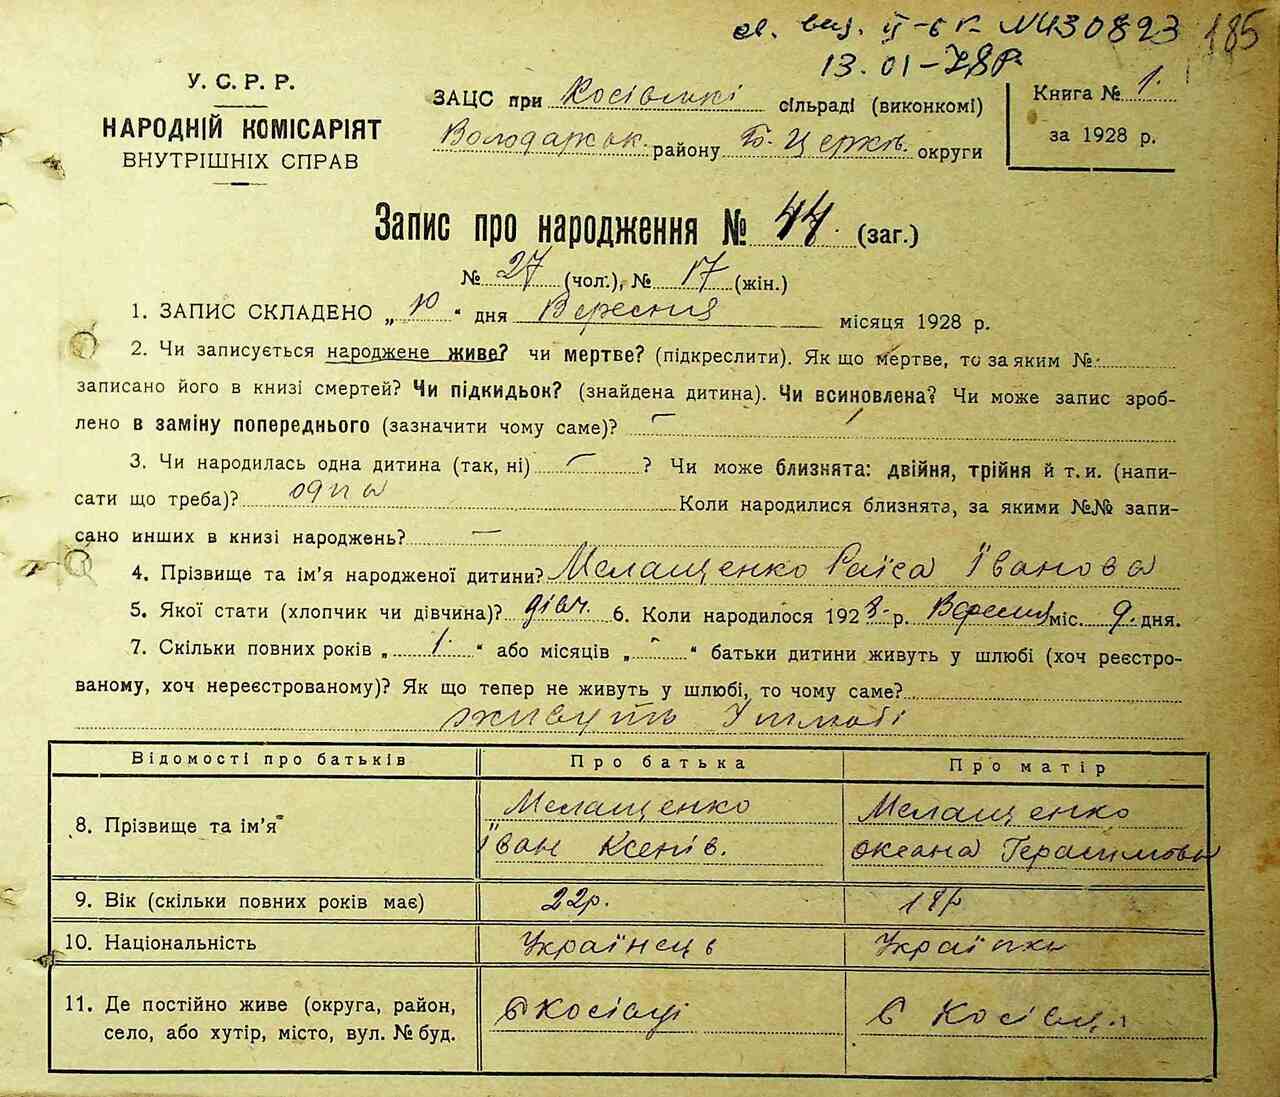 185
№430823
13.01-78р
У. С. Р. Р.
НАРОДНІЙ КОМІСАРІЯТ
ВНУТРІШНІХ СПРАВ
ЗАЦС при Косівскі сільраді (виконкомі)
Володарськ. району Б-Церків. округи
Книга № 1.
за 1928 р.
Запис про народження № 44. (заг.)
№ 27 (чол.), № 17 (жін.)
1. ЗАПИС СКЛАДЕНО „10“ дня Вересня місяця 1928 р.
2. Чи записується народжене живе? чи мертве? (підкреслити). Як що мертве, то за яким №
записано його в книзі смертей? Чи підкидьок? (знайдена дитина). Чи всиновлена? Чи може запис зроб-
лено в заміну попереднього (зазначити чому саме)? —
3. Чи народилась одна дитина (так, ні) — ? Чи може близнята: двійня, трійня й т. и. (напи-
сати що треба)? одна Коли народилися близнята, за якими №№ запи-
сано инших в книзі народжень? —
4. Прізвище та ім'я народженої дитини? Мелащенко Раїса Іванова
5. Якої стати (хлопчик чи дівчина)? дівч. 6. Коли народилося 1928 р. Вересня міс. 9. дня.
7. Скільки повних років „1“ або місяців „-“ батьки дитини живуть у шлюбі (хоч реєстро-
ваному, хоч нереєстрованому)? Як що тепер не живуть у шлюбі, то чому саме?
живуть у шлюбі
Відомості про батьків Про батька Про матір
8. Прізвище та ім'я Мелащенко Мелащенко
Іван Ксенів. Оксана Герасимова
9. Вік (скільки повних років має) 22р.
10. Національність Українець Українка
11. Де постійно живе (округа, район, в Косівці в Косівці
село, або хутір, місто, вул. № буд.